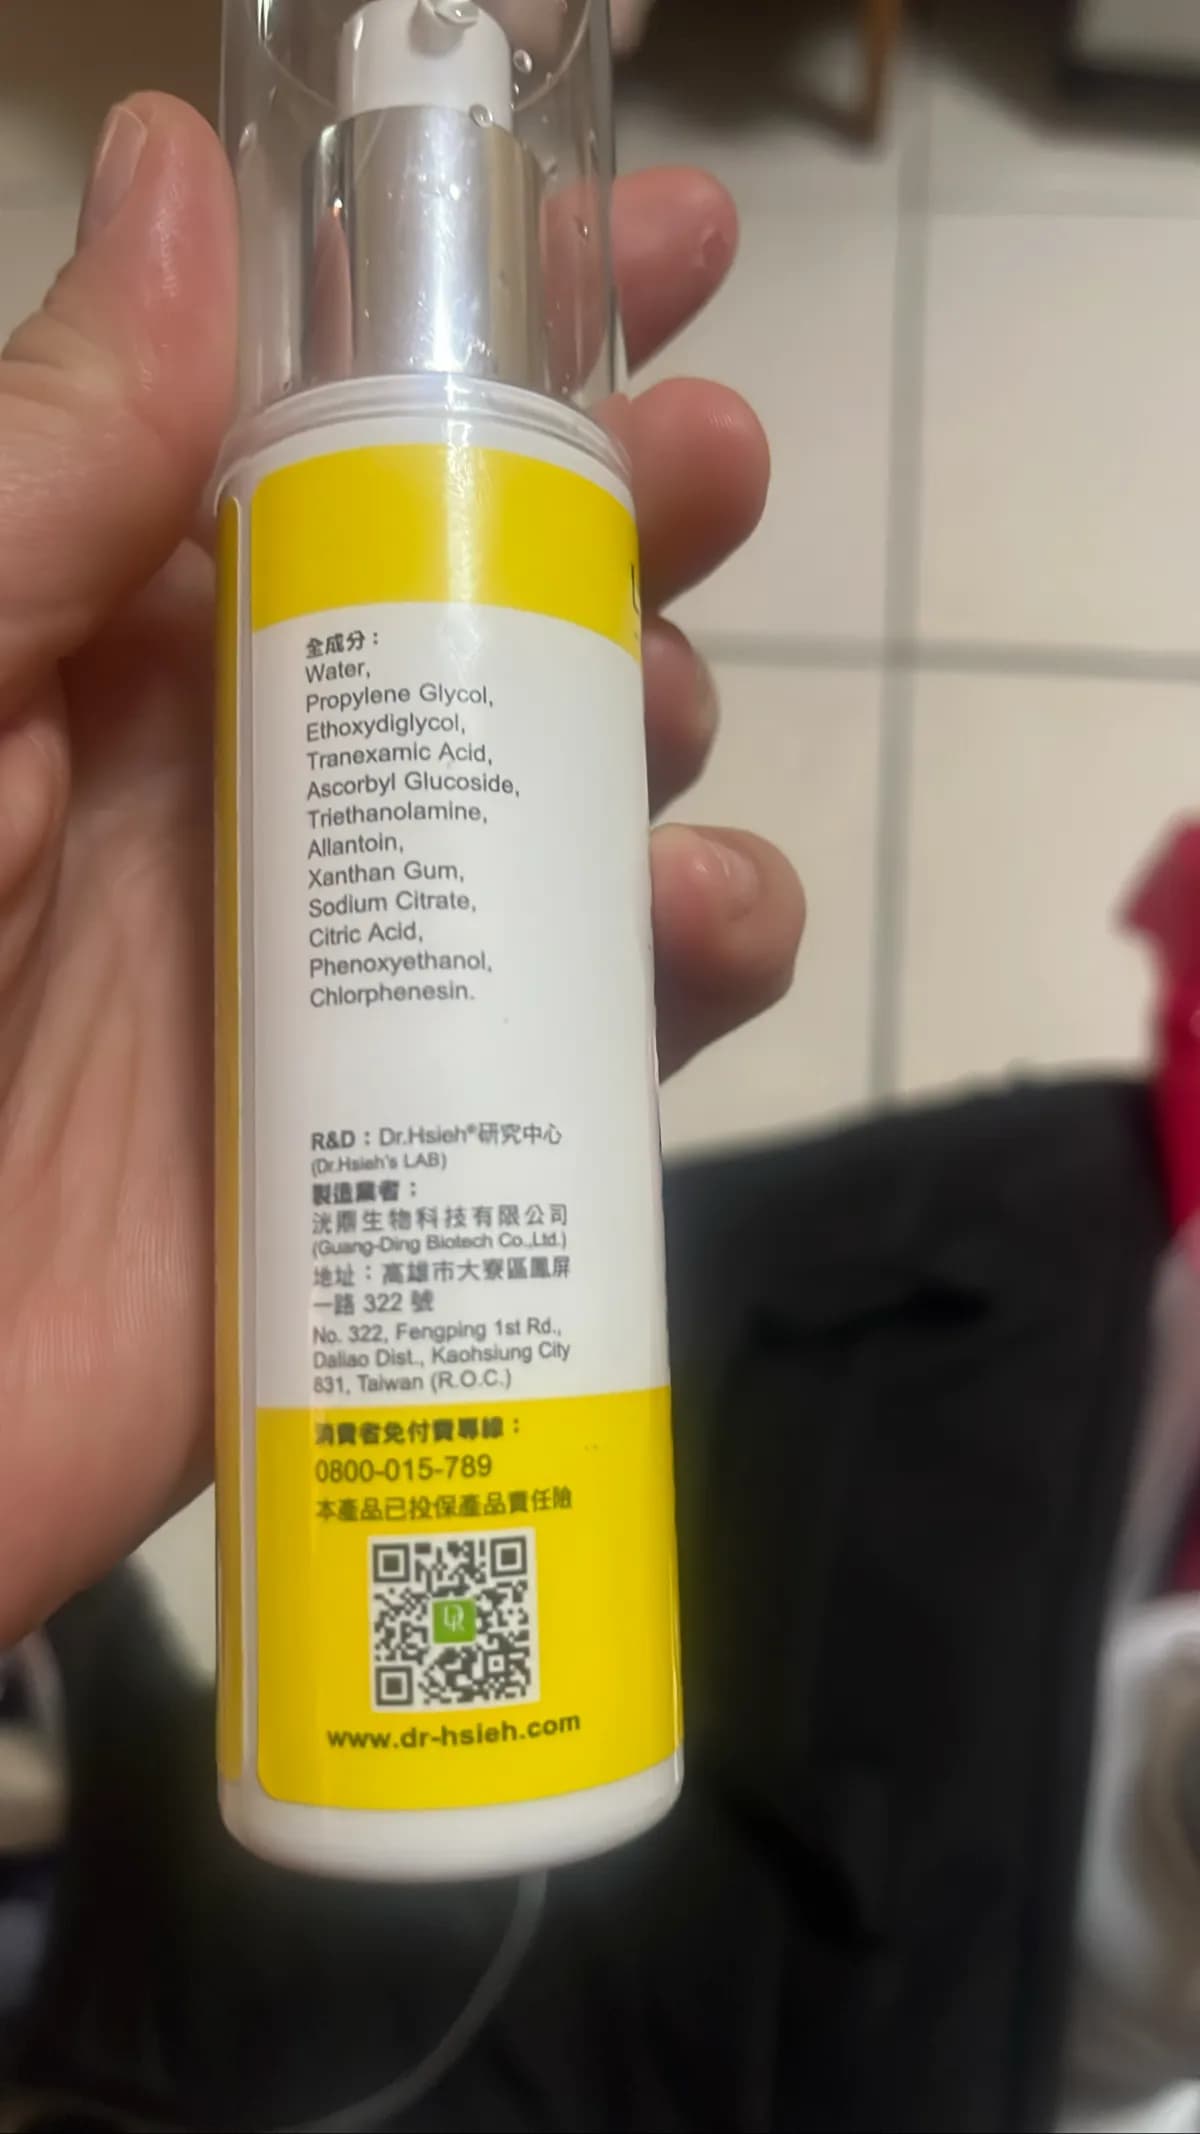 全成分：
Water,
Propylene Glycol,
Ethoxydiglycol,
Tranexamic Acid,
Ascorbyl Glucoside,
Triethanolamine,
Allantoin,
Xanthan Gum,
Sodium Citrate,
Citric Acid,
Phenoxyethanol,
Chlorphenesin.
R&D：Dr.Hsieh®研究中心
(Dr.Hsieh's LAB)
製造業者：
洸鼎生物科技有限公司
(Guang-Ding Biotech Co.,Ltd.)
地址：高雄市大寮區鳳屏
一路 322 號
No. 322, Fengping 1st Rd.,
Daliao Dist., Kaohsiung City
831, Taiwan (R.O.C.)
消費者免付費專線：
0800-015-789
本產品已投保產品責任險
DR
www.dr-hsieh.com